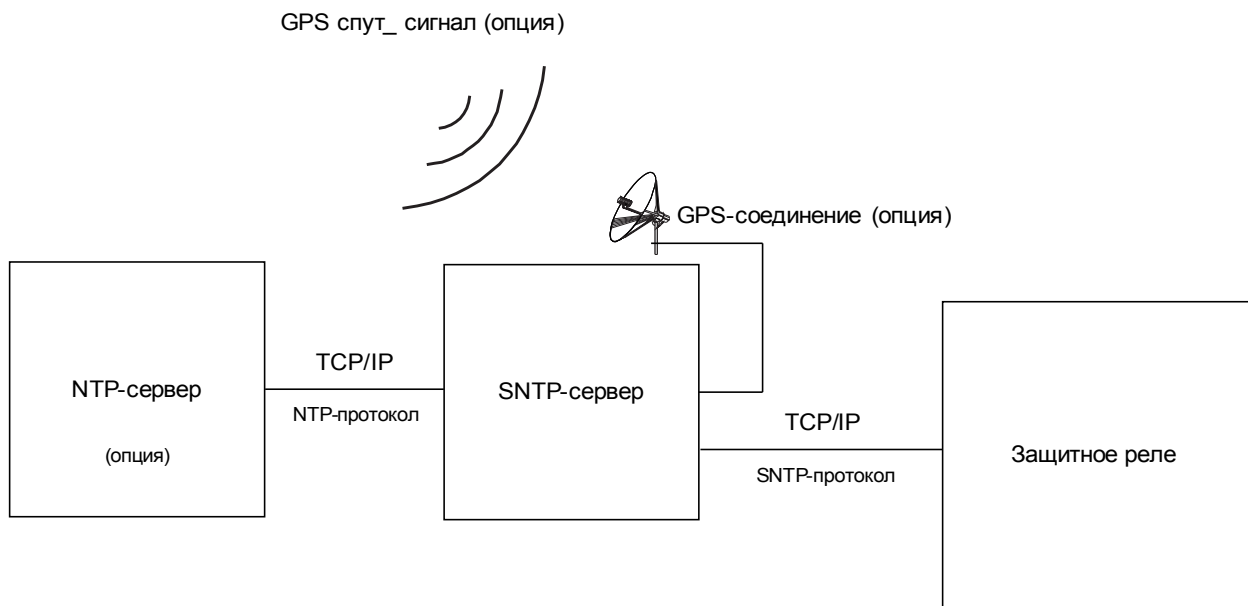 GPS спут_ сигнал (опция)
GPS-соединение (опция)
TCP/IP
NTP-сервер
SNTP-сервер
NTP-протокол
TCP/IP
(опция)
Защитное реле
SNTP-протокол